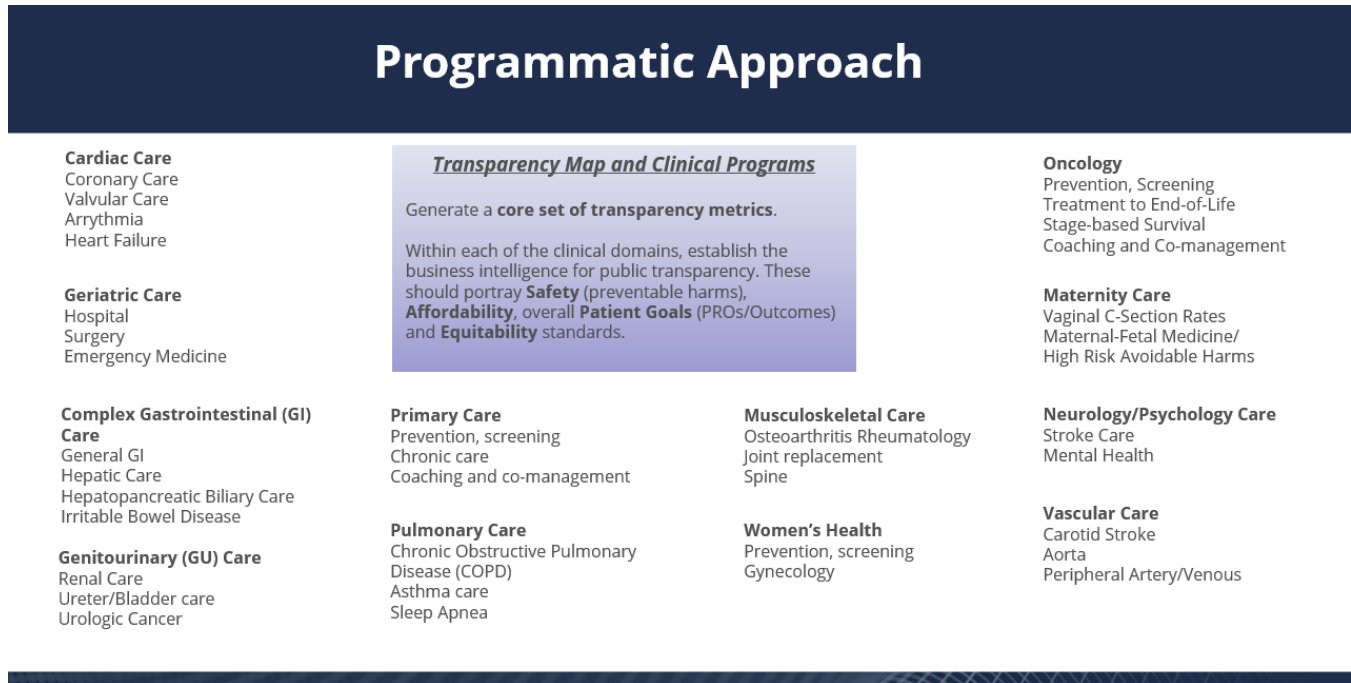 Programmatic Approach
Cardiac Care
Coronary Care
Valvular Care
Arrythmia
Heart Failure
Geriatric Care
Hospital
Surgery
Emergency Medicine
Complex Gastrointestinal (GI)
Care
General GI
Hepatic Care
Hepatopancreatic Biliary Care
Irritable Bowel Disease
Genitourinary (GU) Care
Renal Care
Ureter/Bladder care
Urologic Cancer
Transparency Map and Clinical Programs
Generate a core set of transparency metrics.
Within each of the clinical domains, establish the
business intelligence for public transparency. These
should portray Safety (preventable harms),
Affordability, overall Patient Goals (PROs/Outcomes)
and Equitability standards.
Primary Care
Prevention, screening
Chronic care
Coaching and co-management
Pulmonary Care
Chronic Obstructive Pulmonary
Disease (COPD)
Asthma care
Sleep Apnea
Musculoskeletal Care
Osteoarthritis Rheumatology
Joint replacement
Spine
Women’s Health
Prevention, screening
Gynecology
Oncology
Prevention, Screening
Treatment to End-of-Life
Stage-based Survival
Coaching and Co-management
Maternity Care
Vaginal C-Section Rates
Maternal-Fetal Medicine/
High Risk Avoidable Harms
Neurology/Psychology Care
Stroke Care
Mental Health
Vascular Care
Carotid Stroke
Aorta
Peripheral Artery/Venous